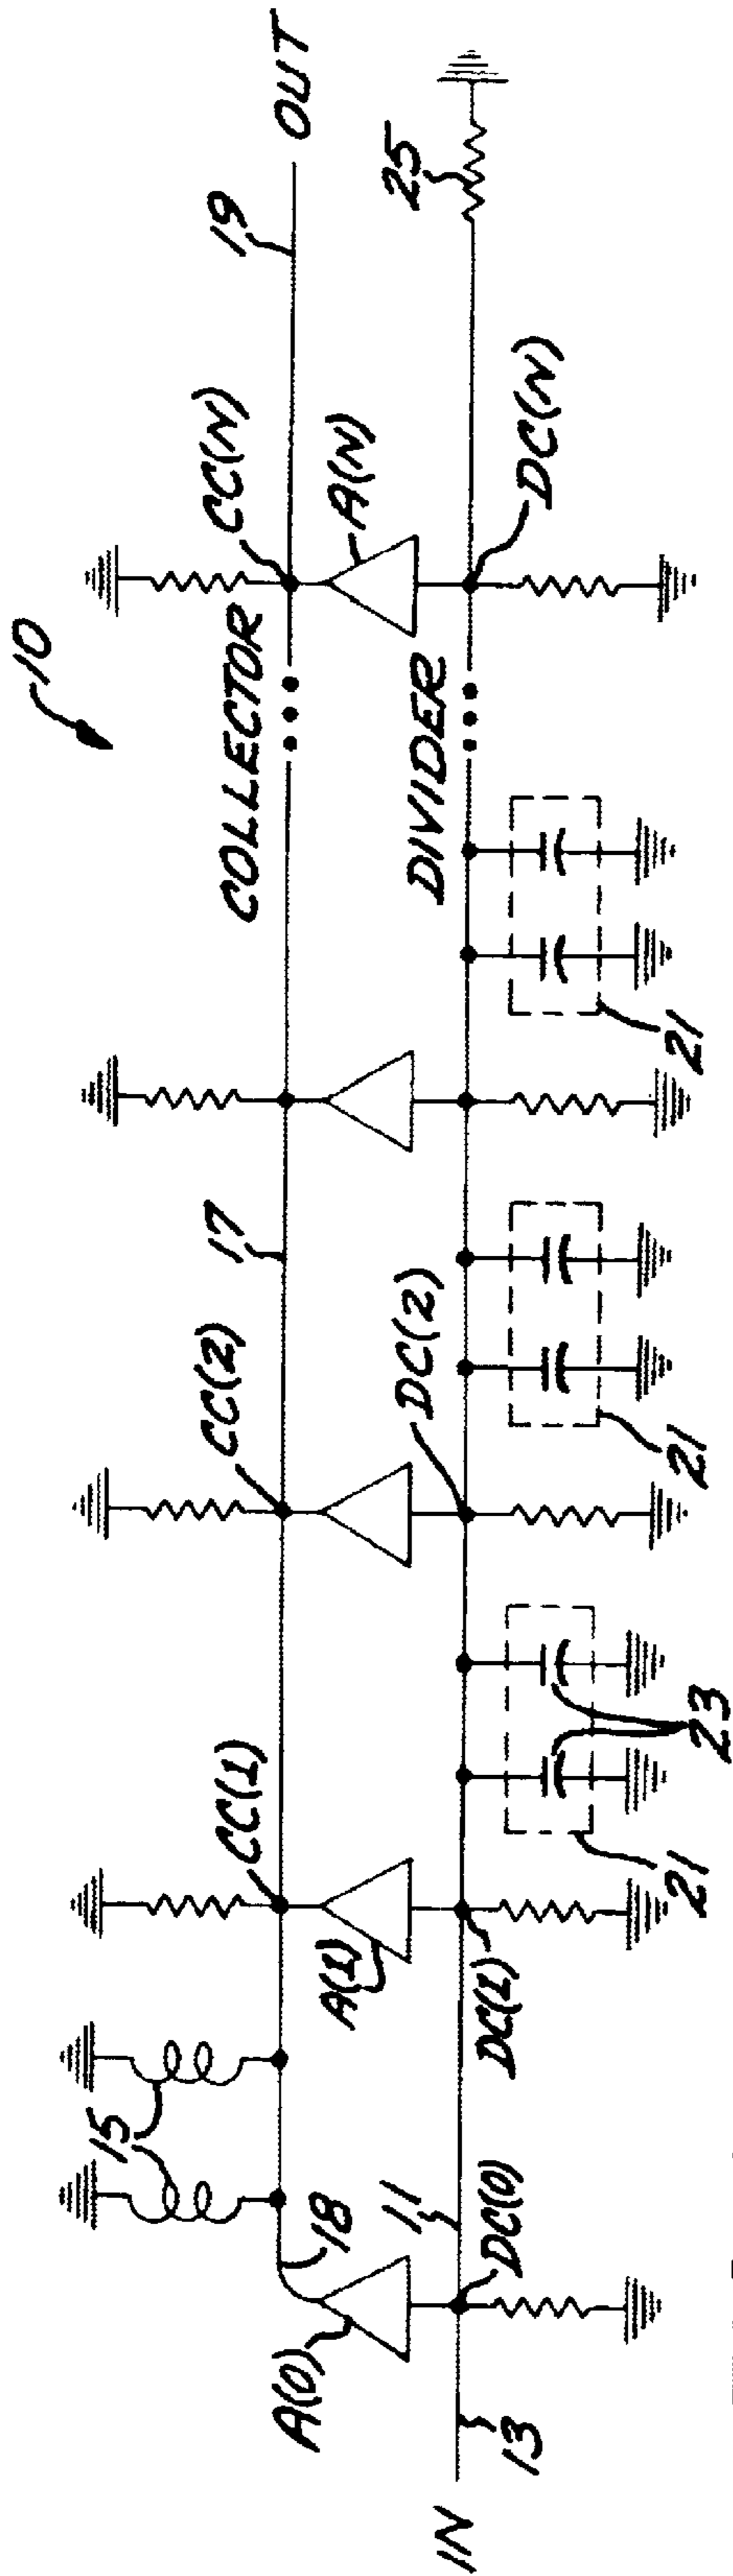 10
COLLECTOR
DIVIDER
IN
OUT
13
11
A(0)
DC(0)
18
15
A(1)
CC(1)
DC(1)
21
23
CC(2)
DC(2)
17
21
21
CC(N)
A(N)
DC(N)
19
25